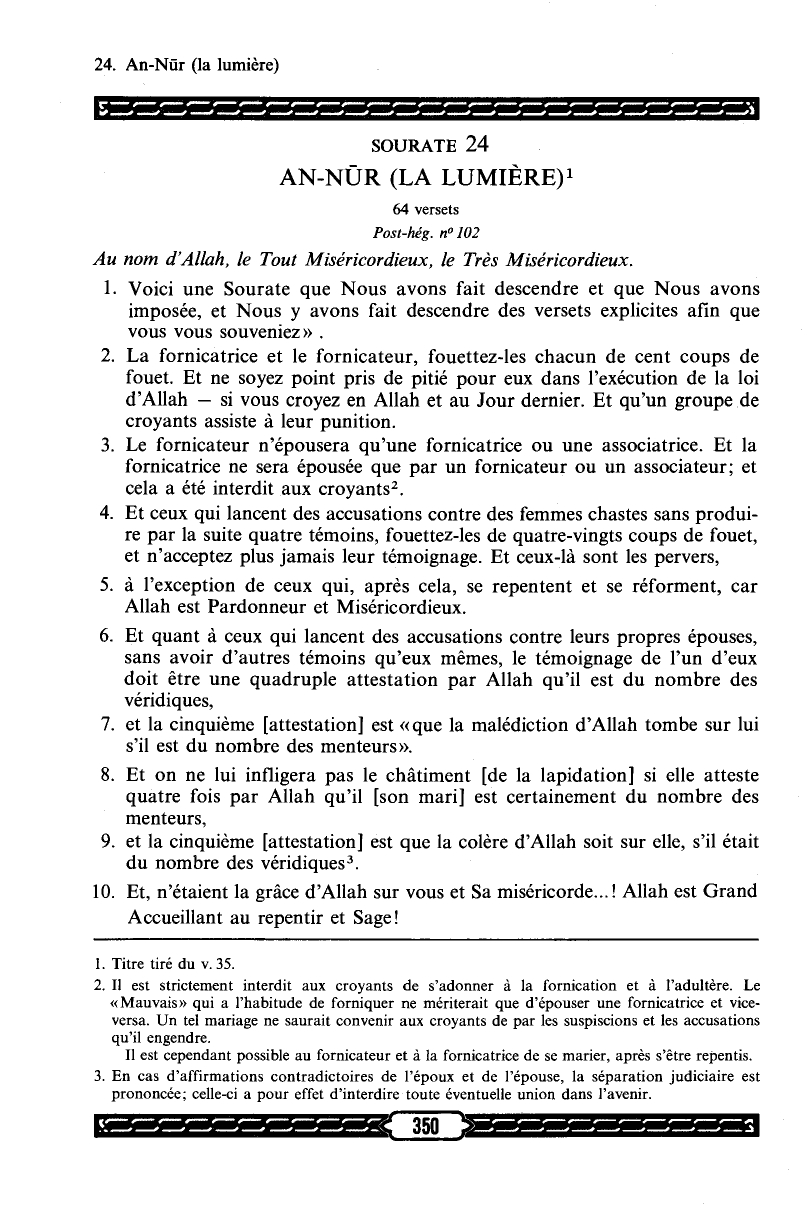 24. An-Nūr (la lumière)
SOURATE 24
AN-NŪR (LA LUMIÈRE)¹
64 versets
Post-hég. nº 102
Au nom d'Allah, le Tout Miséricordieux, le Très Miséricordieux.
1. Voici une Sourate que Nous avons fait descendre et que Nous avons
imposée, et Nous y avons fait descendre des versets explicites afin que
vous vous souveniez» .
2. La fornicatrice et le fornicateur, fouettez-les chacun de cent coups de
fouet. Et ne soyez point pris de pitié pour eux dans l'exécution de la loi
d'Allah — si vous croyez en Allah et au Jour dernier. Et qu'un groupe de
croyants assiste à leur punition.
3. Le fornicateur n'épousera qu'une fornicatrice ou une associatrice. Et la
fornicatrice ne sera épousée que par un fornicateur ou un associateur; et
cela a été interdit aux croyants².
4. Et ceux qui lancent des accusations contre des femmes chastes sans produi-
re par la suite quatre témoins, fouettez-les de quatre-vingts coups de fouet,
et n'acceptez plus jamais leur témoignage. Et ceux-là sont les pervers,
5. à l'exception de ceux qui, après cela, se repentent et se réforment, car
Allah est Pardonneur et Miséricordieux.
6. Et quant à ceux qui lancent des accusations contre leurs propres épouses,
sans avoir d'autres témoins qu'eux mêmes, le témoignage de l'un d'eux
doit être une quadruple attestation par Allah qu'il est du nombre des
véridiques,
7. et la cinquième [attestation] est «que la malédiction d'Allah tombe sur lui
s'il est du nombre des menteurs».
8. Et on ne lui infligera pas le châtiment [de la lapidation] si elle atteste
quatre fois par Allah qu'il [son mari] est certainement du nombre des
menteurs,
9. et la cinquième [attestation] est que la colère d'Allah soit sur elle, s'il était
du nombre des véridiques³.
10. Et, n'étaient la grâce d'Allah sur vous et Sa miséricorde...! Allah est Grand
Accueillant au repentir et Sage!
1. Titre tiré du v. 35.
2. Il est strictement interdit aux croyants de s'adonner à la fornication et à l'adultère. Le
«Mauvais» qui a l'habitude de forniquer ne mériterait que d'épouser une fornicatrice et vice-
versa. Un tel mariage ne saurait convenir aux croyants de par les suspiscions et les accusations
qu'il engendre.
Il est cependant possible au fornicateur et à la fornicatrice de se marier, après s'être repentis.
3. En cas d'affirmations contradictoires de l'époux et de l'épouse, la séparation judiciaire est
prononcée; celle-ci a pour effet d'interdire toute éventuelle union dans l'avenir.
350